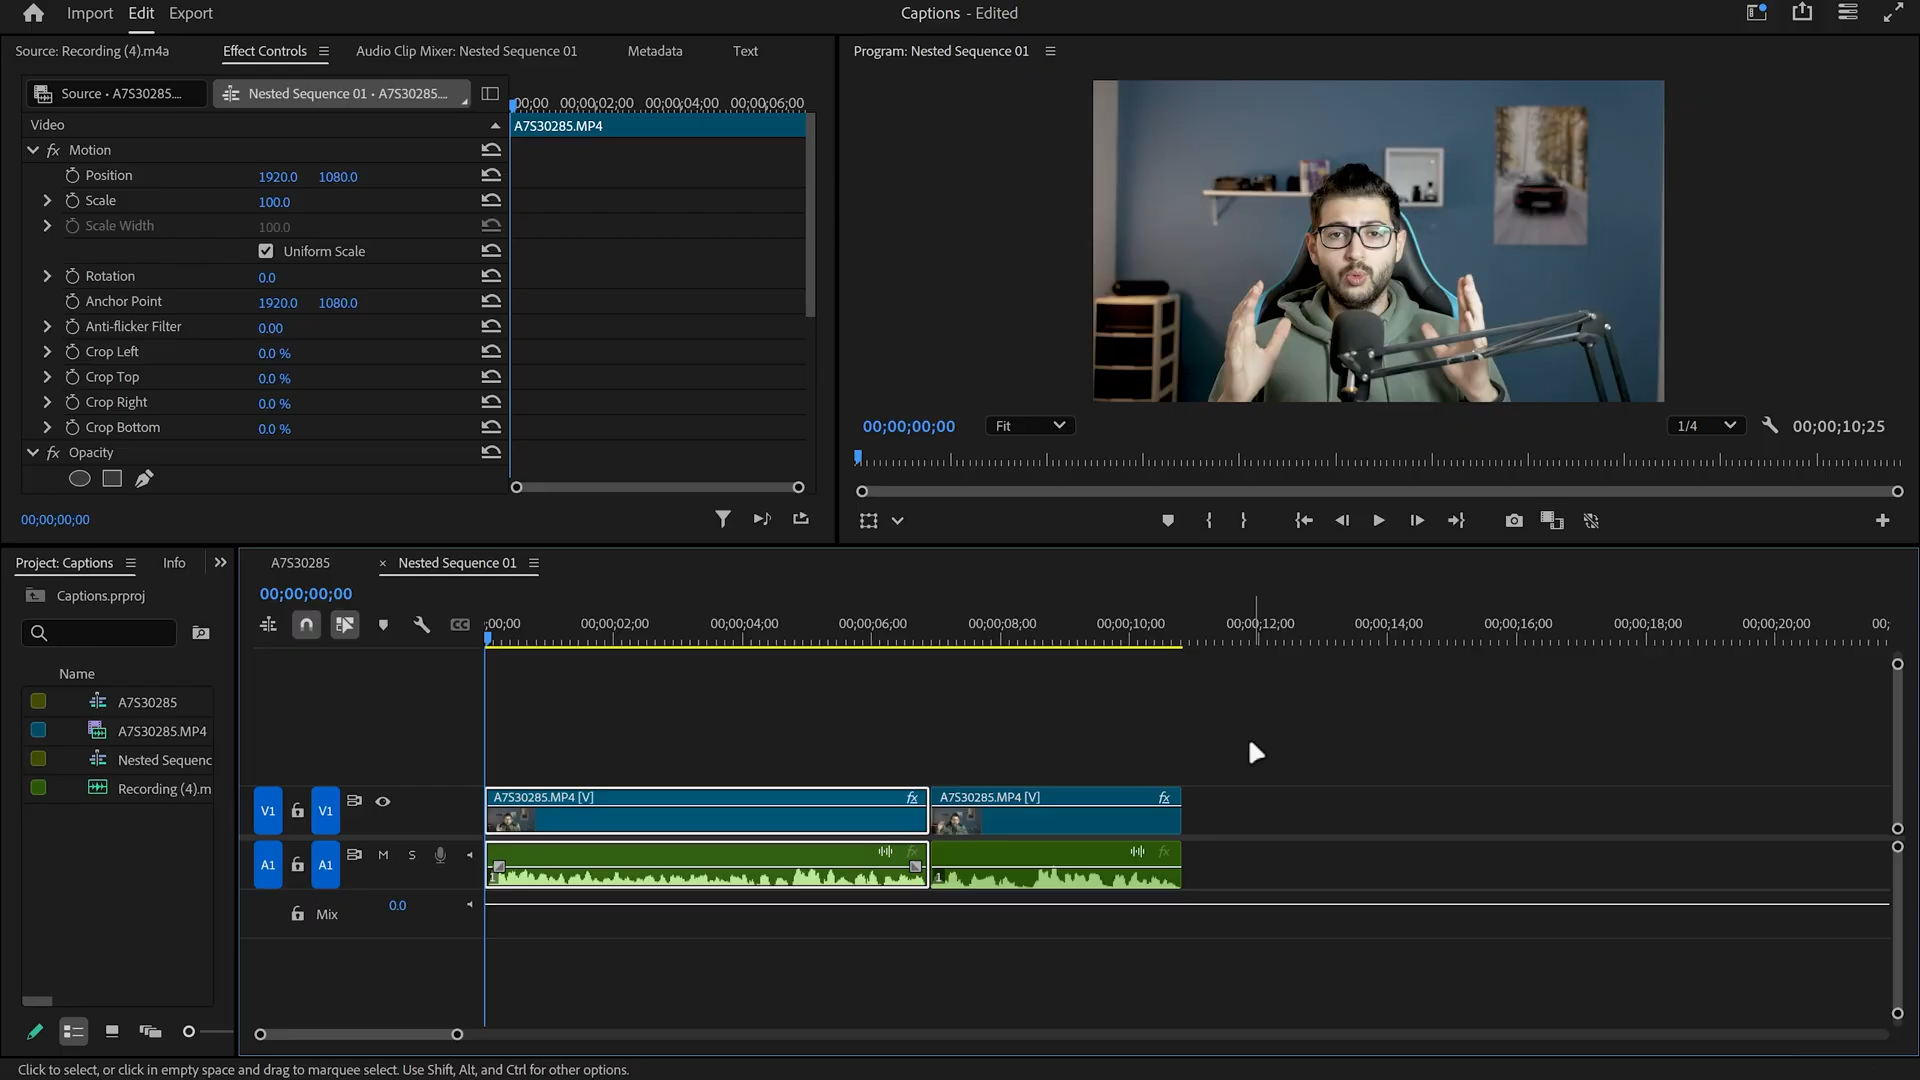 Import Edit Export Captions - Edited
Source: Recording (4).m4a Effect Controls Audio Clip Mixer: Nested Sequence 01 Metadata Text
Program: Nested Sequence 01
Source • A7S30285.... Nested Sequence 01 • A7S30285....
00;00 00;00;02;00 00;00;04;00 00;00;06;00
Video
A7S30285.MP4
fx Motion
Position 1920.0 1080.0
Scale 100.0
Scale Width 100.0
Uniform Scale
Rotation 0.0
Anchor Point 1920.0 1080.0
Anti-flicker Filter 0.00
Crop Left 0.0 %
Crop Top 0.0 %
Crop Right 0.0 %
Crop Bottom 0.0 %
fx Opacity
00;00;00;00
00;00;00;00 Fit 1/4 00;00;10;25
Project: Captions Info
Captions.prproj
Name
A7S30285
A7S30285.MP4
Nested Sequenc
Recording (4).m
A7S30285 × Nested Sequence 01
00;00;00;00
CC
;00;00 00;00;02;00 00;00;04;00 00;00;06;00 00;00;08;00 00;00;10;00 00;00;12;00 00;00;14;00 00;00;16;00 00;00;18;00 00;00;20;00 00;
V1 V1
A7S30285.MP4 [V] fx A7S30285.MP4 [V] fx
A1 A1 M S
fx fx
1 1
Mix 0.0
Click to select, or click in empty space and drag to marquee select. Use Shift, Alt, and Ctrl for other options.